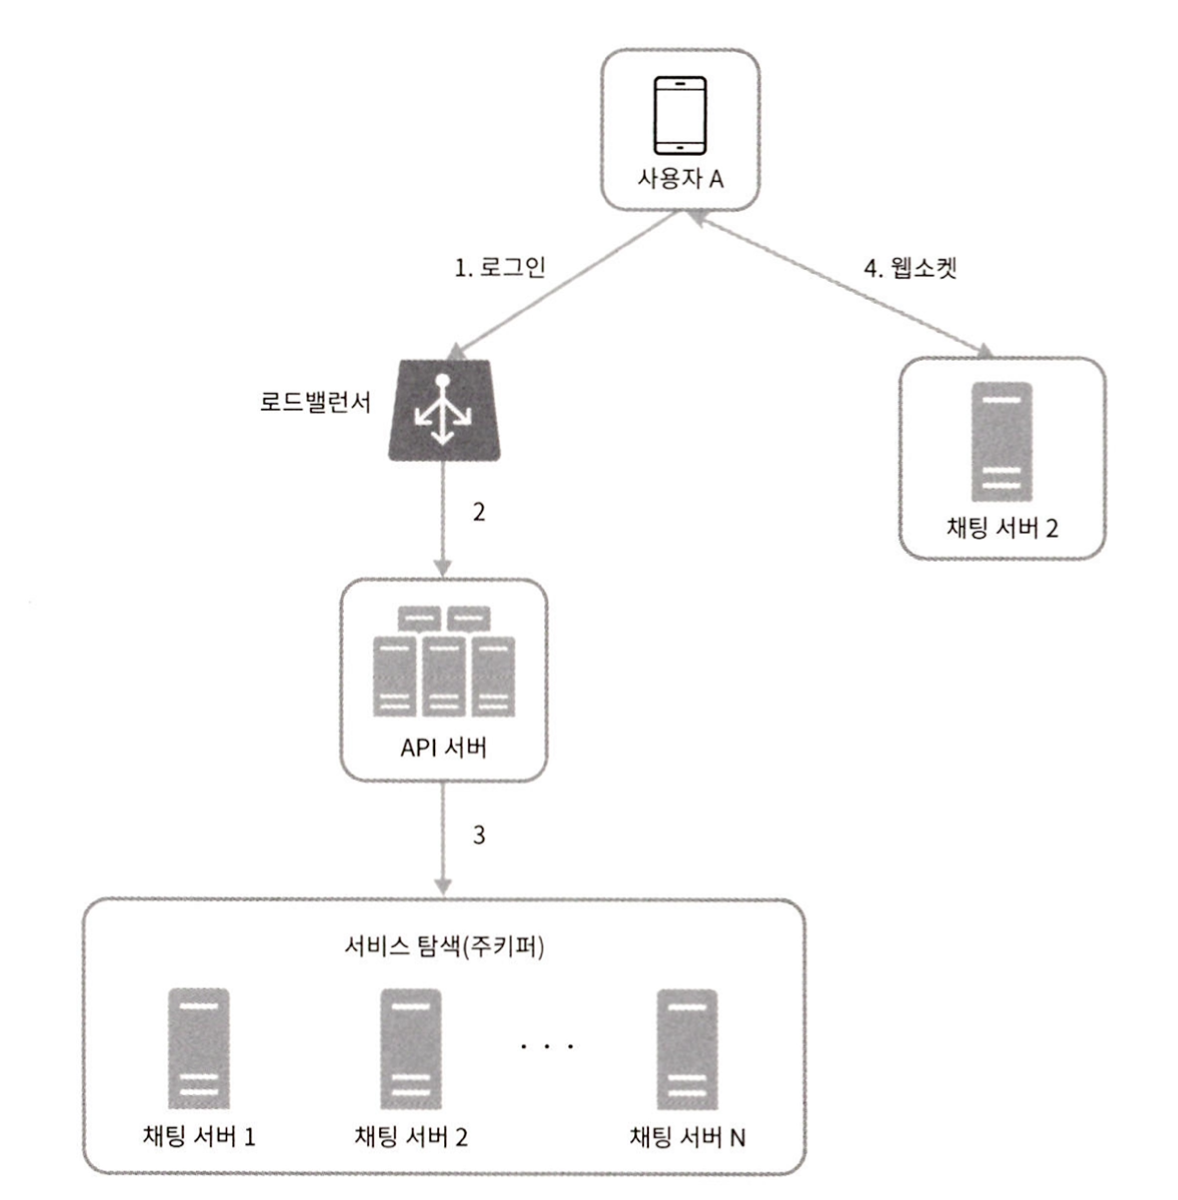 사용자 A
1. 로그인
4. 웹소켓
로드밸런서
채팅 서버 2
2
API 서버
3
서비스 탐색(주키퍼)
채팅 서버 1
채팅 서버 2
. . .
채팅 서버 N